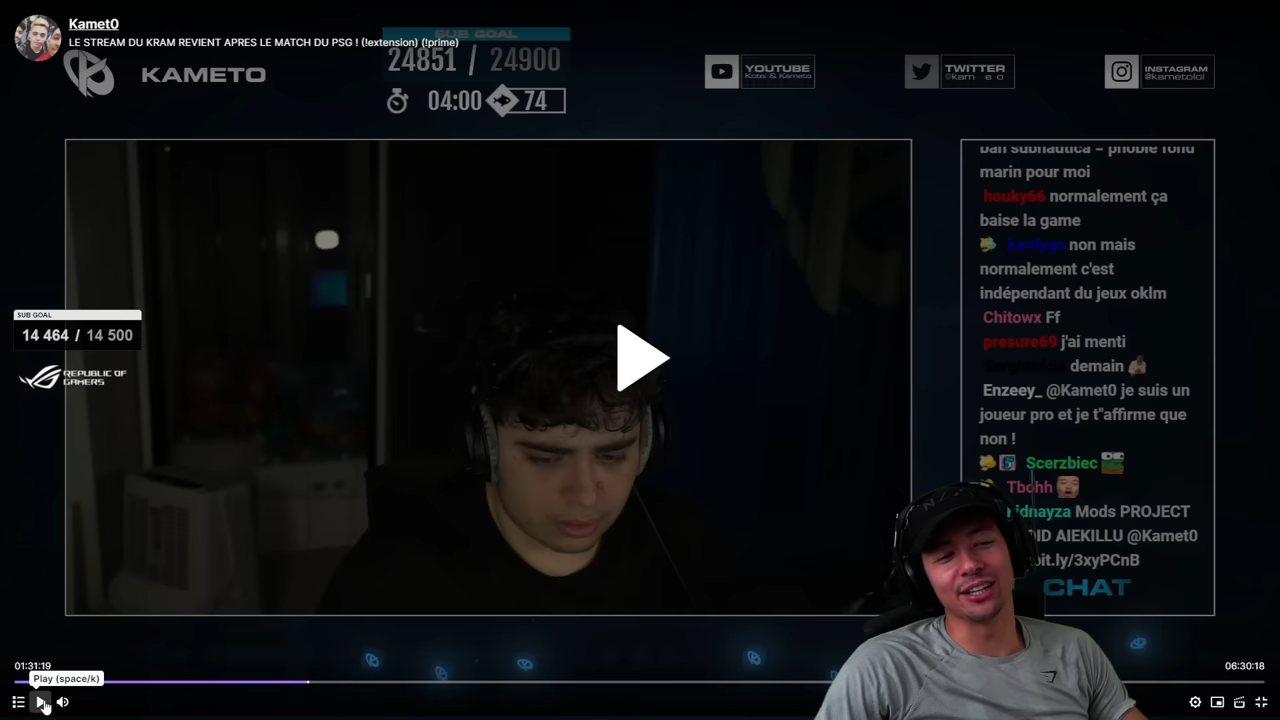 Kamet0
LE STREAM DU KRAM REVIENT APRES LE MATCH DU PSG ! (!extension) (!prime)
SUB GOAL
24851 / 24900
04:00
74
KAMETO
YOUTUBE
Kotei & Kameto
TWITTER
INSTAGRAM
@kametolol
ban subnautica = phobie fond
marin pour moi
houky66 normalement ça
baise la game
non mais
normalement c'est
indépendant du jeux oklm
Chitowx Ff
presure69 j'ai menti
demain
Enzeey_ @Kamet0 je suis un
joueur pro et je t"affirme que
non !
Scerzbiec
Tbohh
Mods PROJECT
AIEKILLU @Kamet0
bit.ly/3xyPCnB
CHAT
SUB GOAL
14 464 / 14 500
REPUBLIC OF
GAMERS
01:31:19
06:30:18
Play (space/k)